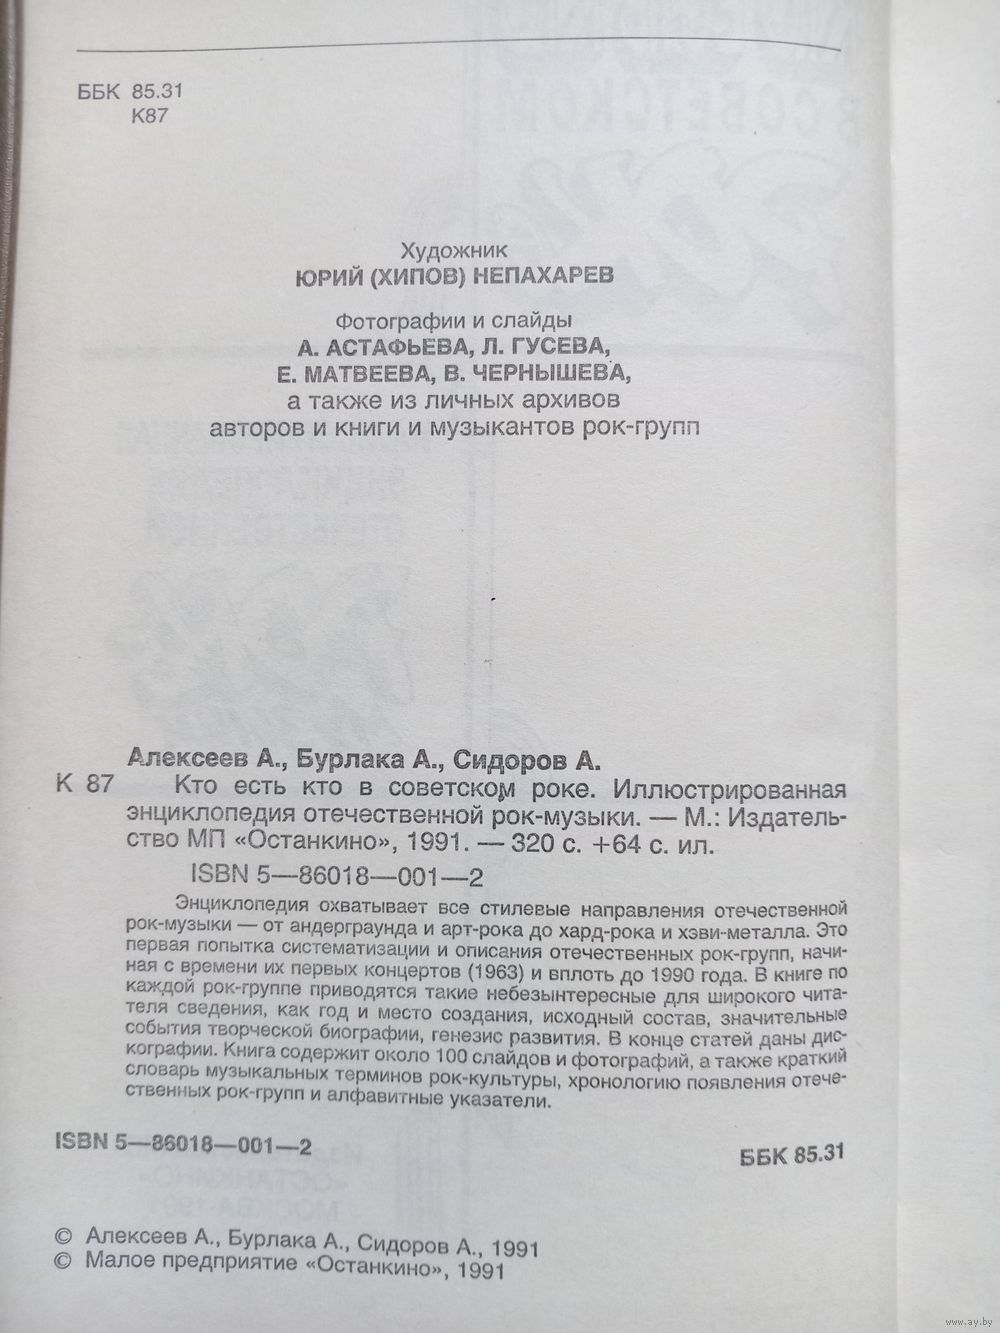 ББК 85.31
К87
Художник
ЮРИЙ (ХИПОВ) НЕПАХАРЕВ
Фотографии и слайды
А. АСТАФЬЕВА, Л. ГУСЕВА,
Е. МАТВЕЕВА, В. ЧЕРНЫШЕВА,
а также из личных архивов
авторов и книги и музыкантов рок-групп
Алексеев А., Бурлака А., Сидоров А.
К 87 Кто есть кто в советском роке. Иллюстрированная
энциклопедия отечественной рок-музыки. — М.: Издатель-
ство МП «Останкино», 1991. — 320 с. +64 с. ил.
ISBN 5—86018—001—2
Энциклопедия охватывает все стилевые направления отечественной
рок-музыки — от андерграунда и арт-рока до хард-рока и хэви-металла. Это
первая попытка систематизации и описания отечественных рок-групп, начи-
ная с времени их первых концертов (1963) и вплоть до 1990 года. В книге по
каждой рок-группе приводятся такие небезынтересные для широкого чита-
теля сведения, как год и место создания, исходный состав, значительные
события творческой биографии, генезис развития. В конце статей даны дис-
кографии. Книга содержит около 100 слайдов и фотографий, а также краткий
словарь музыкальных терминов рок-культуры, хронологию появления отече-
ственных рок-групп и алфавитные указатели.
ISBN 5—86018—001—2
ББК 85.31
© Алексеев А., Бурлака А., Сидоров А., 1991
© Малое предприятие «Останкино», 1991
www.ay.by